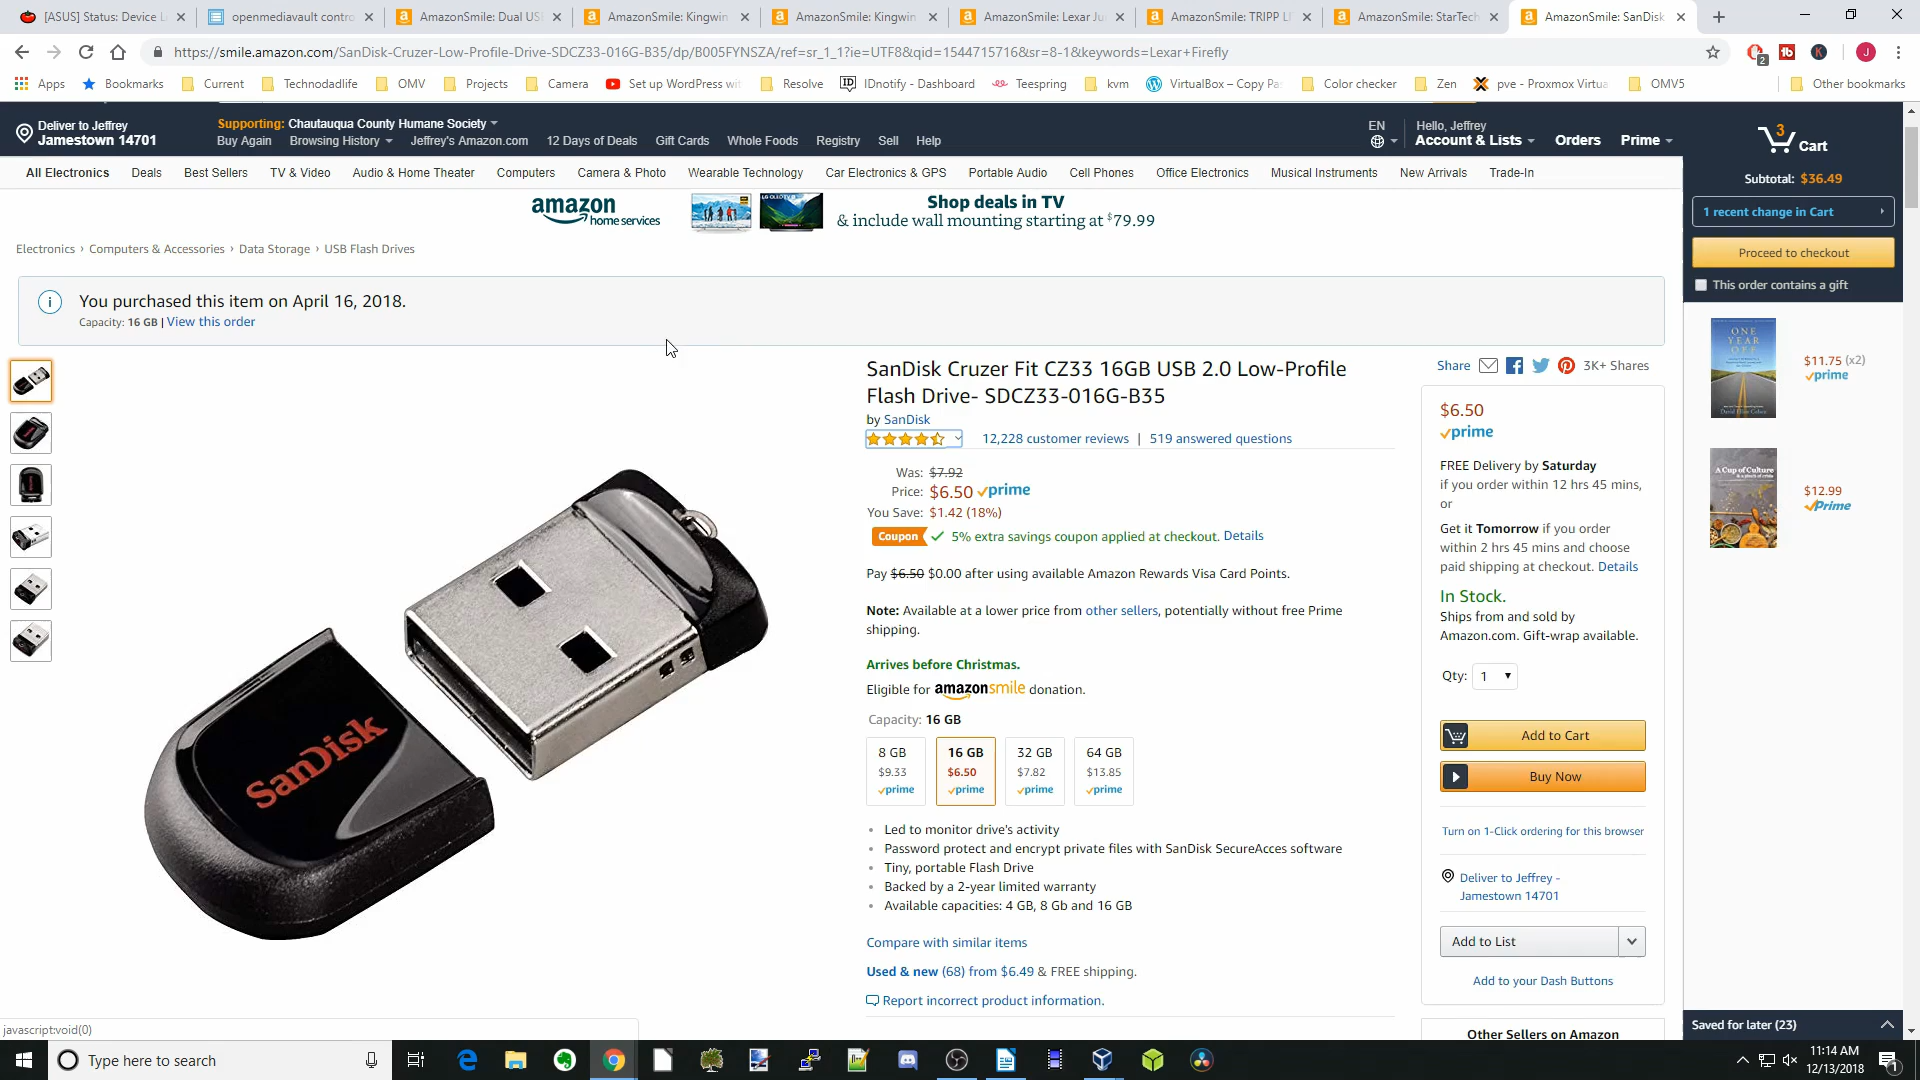 [ASUS] Status: Device Li
openmediavault contro
AmazonSmile: Dual US
AmazonSmile: Kingwin
AmazonSmile: Kingwin
AmazonSmile: Lexar Ju
AmazonSmile: TRIPP LI
AmazonSmile: StarTech
AmazonSmile: SanDisk
https://smile.amazon.com/SanDisk-Cruzer-Low-Profile-Drive-SDCZ33-016G-B35/dp/B005FYNSZA/ref=sr_1_1?ie=UTF8&qid=1544715716&sr=8-1&keywords=Lexar+Firefly
2
J
Apps
Bookmarks
Current
Technodadlife
OMV
Projects
Camera
Set up WordPress wit
Resolve
IDnotify - Dashboard
Teespring
kvm
VirtualBox – Copy Pa
Color checker
Zen
pve - Proxmox Virtua
OMV5
Other bookmarks
Deliver to Jeffrey
Jamestown 14701
Supporting: Chautauqua County Humane Society
Buy Again Browsing History Jeffrey's Amazon.com 12 Days of Deals Gift Cards Whole Foods Registry Sell Help
EN
Hello, Jeffrey
Account & Lists
Orders
Prime
3
Cart
All Electronics Deals Best Sellers TV & Video Audio & Home Theater Computers Camera & Photo Wearable Technology Car Electronics & GPS Portable Audio Cell Phones Office Electronics Musical Instruments New Arrivals Trade-In
Subtotal: $36.49
1 recent change in Cart
Proceed to checkout
This order contains a gift
amazon
home services
Shop deals in TV
& include wall mounting starting at $79.99
Electronics › Computers & Accessories › Data Storage › USB Flash Drives
You purchased this item on April 16, 2018.
Capacity: 16 GB | View this order
ONE
YEAR
OFF
David Elliot Cohen
$11.75 (x2)
prime
A Cup of Culture
$12.99
Prime
SanDisk
SanDisk Cruzer Fit CZ33 16GB USB 2.0 Low-Profile
Flash Drive- SDCZ33-016G-B35
by SanDisk
12,228 customer reviews | 519 answered questions
Was: $7.92
Price: $6.50 prime
You Save: $1.42 (18%)
Coupon 5% extra savings coupon applied at checkout. Details
Pay $6.50 $0.00 after using available Amazon Rewards Visa Card Points.
Note: Available at a lower price from other sellers, potentially without free Prime
shipping.
Arrives before Christmas.
Eligible for amazonsmile donation.
Capacity: 16 GB
8 GB
$9.33
prime
16 GB
$6.50
prime
32 GB
$7.82
prime
64 GB
$13.85
prime
Led to monitor drive's activity
Password protect and encrypt private files with SanDisk SecureAcces software
Tiny, portable Flash Drive
Backed by a 2-year limited warranty
Available capacities: 4 GB, 8 Gb and 16 GB
Compare with similar items
Used & new (68) from $6.49 & FREE shipping.
Report incorrect product information.
Share
3K+ Shares
$6.50
prime
FREE Delivery by Saturday
if you order within 12 hrs 45 mins,
or
Get it Tomorrow if you order
within 2 hrs 45 mins and choose
paid shipping at checkout. Details
In Stock.
Ships from and sold by
Amazon.com. Gift-wrap available.
Qty: 1
Add to Cart
Buy Now
Turn on 1-Click ordering for this browser
Deliver to Jeffrey -
Jamestown 14701
Add to List
Add to your Dash Buttons
Other Sellers on Amazon
Saved for later (23)
javascript:void(0)
Type here to search
11:14 AM
12/13/2018
1